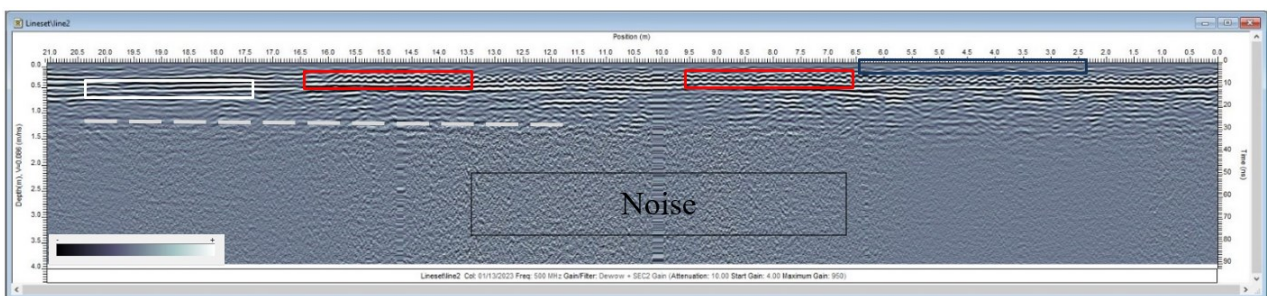 Lineset\line2
Position (m)
21.0 20.5 20.0 19.5 19.0 18.5 18.0 17.5 17.0 16.5 16.0 15.5 15.0 14.5 14.0 13.5 13.0 12.5 12.0 11.5 11.0 10.5 10.0 9.5 9.0 8.5 8.0 7.5 7.0 6.5 6.0 5.5 5.0 4.5 4.0 3.5 3.0 2.5 2.0 1.5 1.0 0.5 0.0
Depth(m), V=0.086 (m/ns)
0.0
0.5
1.0
1.5
2.0
2.5
3.0
3.5
4.0
Noise
- +
0
10
20
30
40
50
60
70
80
90
Time (ns)
Lineset\line2 Col: 01/13/2023 Freq: 500 MHz Gain/Filter: Dewow + SEC2 Gain (Attenuation: 18.00 Start Gain: 4.00 Maximum Gain: 950)